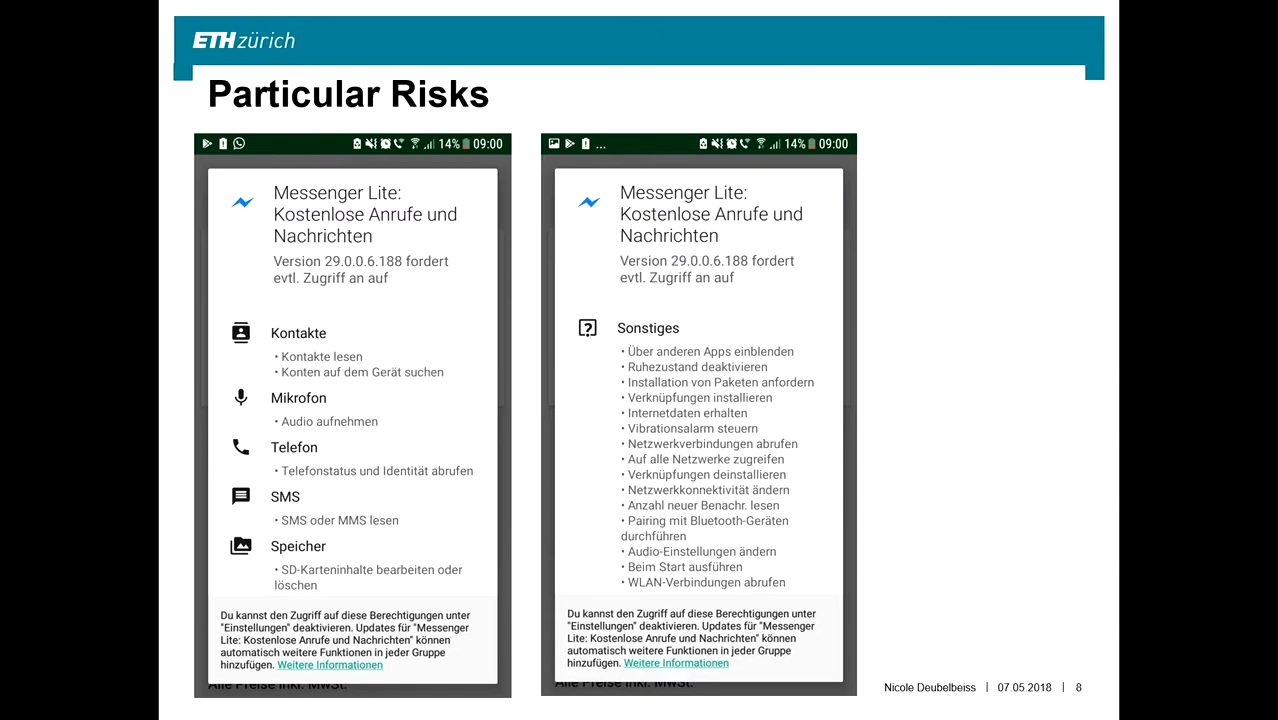 ETH zürich
Particular Risks
14% 09:00
Messenger Lite:
Kostenlose Anrufe und
Nachrichten
Version 29.0.0.6.188 fordert
evtl. Zugriff an auf
Kontakte
• Kontakte lesen
• Konten auf dem Gerät suchen
Mikrofon
• Audio aufnehmen
Telefon
• Telefonstatus und Identität abrufen
SMS
• SMS oder MMS lesen
Speicher
• SD-Karteninhalte bearbeiten oder
löschen
Du kannst den Zugriff auf diese Berechtigungen unter
"Einstellungen" deaktivieren. Updates für "Messenger
Lite: Kostenlose Anrufe und Nachrichten" können
automatisch weitere Funktionen in jeder Gruppe
hinzufügen. Weitere Informationen
Alle Preise inkl. MwSt.
... 14% 09:00
Messenger Lite:
Kostenlose Anrufe und
Nachrichten
Version 29.0.0.6.188 fordert
evtl. Zugriff an auf
Sonstiges
• Über anderen Apps einblenden
• Ruhezustand deaktivieren
• Installation von Paketen anfordern
• Verknüpfungen installieren
• Internetdaten erhalten
• Vibrationsalarm steuern
• Netzwerkverbindungen abrufen
• Auf alle Netzwerke zugreifen
• Verknüpfungen deinstallieren
• Netzwerkkonnektivität ändern
• Anzahl neuer Benachr. lesen
• Pairing mit Bluetooth-Geräten
durchführen
• Audio-Einstellungen ändern
• Beim Start ausführen
• WLAN-Verbindungen abrufen
Du kannst den Zugriff auf diese Berechtigungen unter
"Einstellungen" deaktivieren. Updates für "Messenger
Lite: Kostenlose Anrufe und Nachrichten" können
automatisch weitere Funktionen in jeder Gruppe
hinzufügen. Weitere Informationen
Alle Preise inkl. MwSt.
Nicole Deubelbeiss | 07.05.2018 | 8